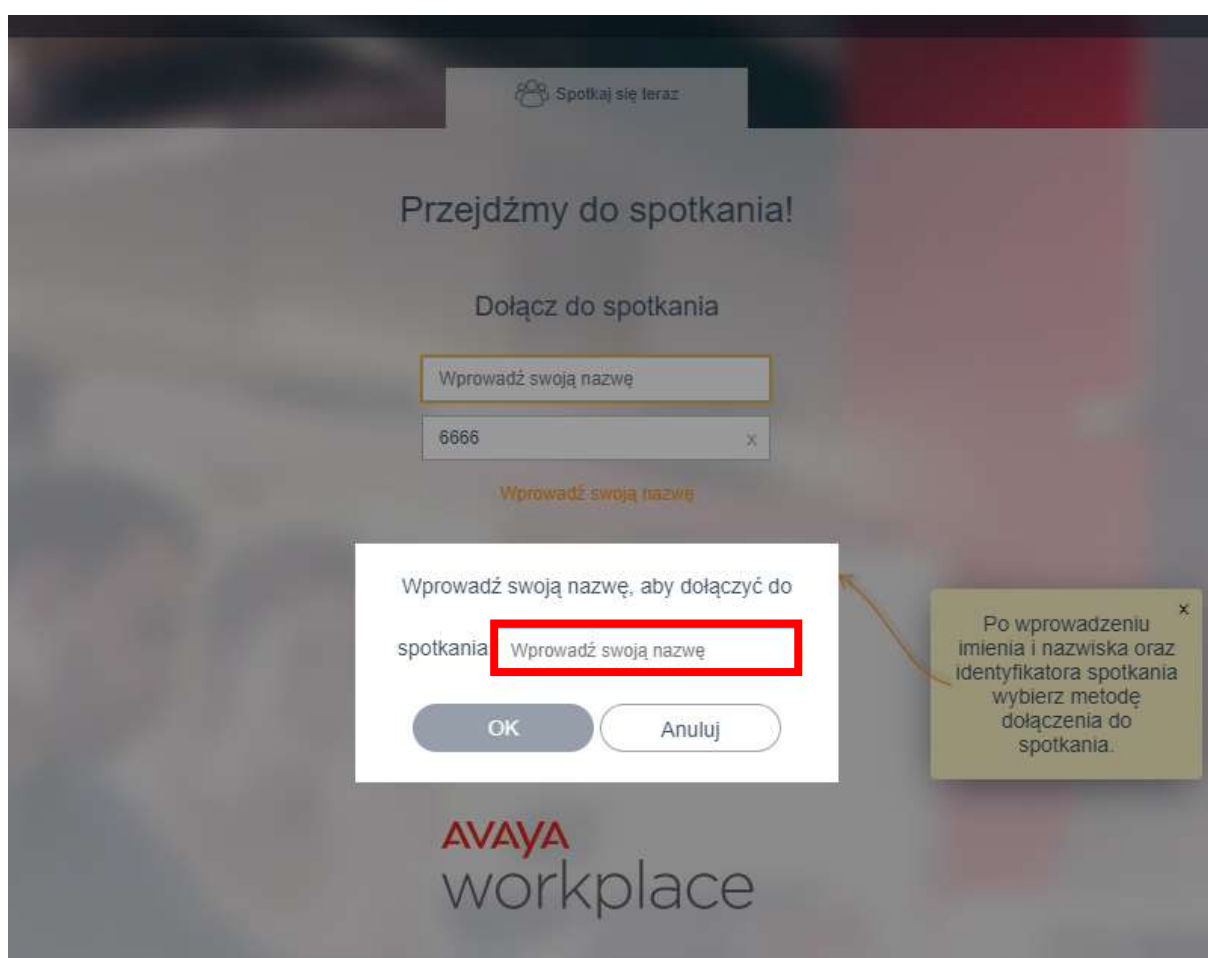 Spotkaj się teraz
Przejdźmy do spotkania!
Dołącz do spotkania
Wprowadź swoją nazwę
6666 x
Wprowadź swoją nazwę
Wprowadź swoją nazwę, aby dołączyć do
spotkania Wprowadź swoją nazwę
OK Anuluj
x
Po wprowadzeniu
imienia i nazwiska oraz
identyfikatora spotkania
wybierz metodę
dołączenia do
spotkania.
AVAYA
workplace